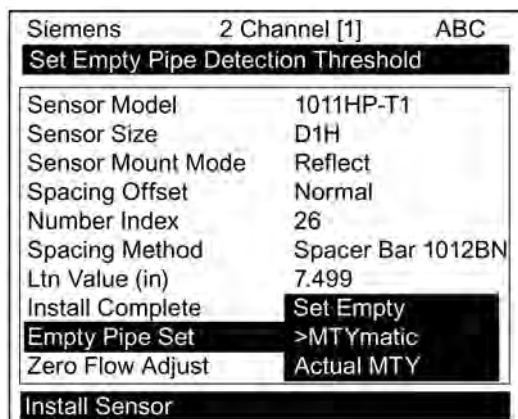 Siemens 2 Channel [1] ABC
Set Empty Pipe Detection Threshold
Sensor Model 1011HP-T1
Sensor Size D1H
Sensor Mount Mode Reflect
Spacing Offset Normal
Number Index 26
Spacing Method Spacer Bar 1012BN
Ltn Value (in) 7.499
Install Complete Set Empty
Empty Pipe Set >MTYmatic
Zero Flow Adjust Actual MTY
Install Sensor